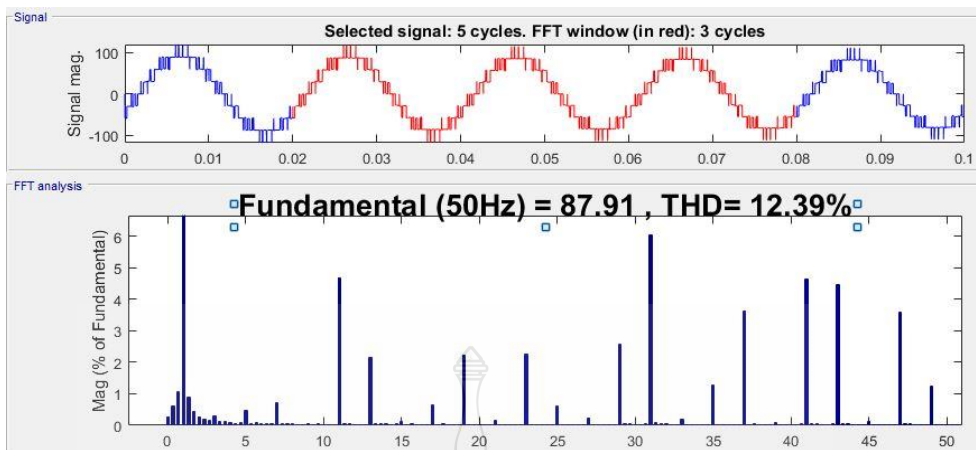 Signal
Selected signal: 5 cycles. FFT window (in red): 3 cycles
Signal mag.
100
0
-100
0 0.01 0.02 0.03 0.04 0.05 0.06 0.07 0.08 0.09 0.1
FFT analysis
Fundamental (50Hz) = 87.91 , THD= 12.39%
Mag (% of Fundamental)
6
5
4
3
2
1
0
0 5 10 15 20 25 30 35 40 45 50